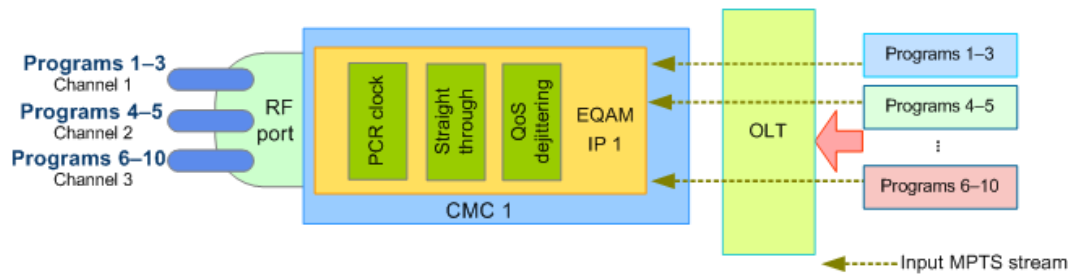 Programs 1–3
Channel 1
Programs 4–5
Channel 2
Programs 6–10
Channel 3
RF
port
PCR clock
Straight
through
QoS
dejittering
EQAM
IP 1
CMC 1
OLT
Programs 1–3
Programs 4–5
...
Programs 6–10
Input MPTS stream